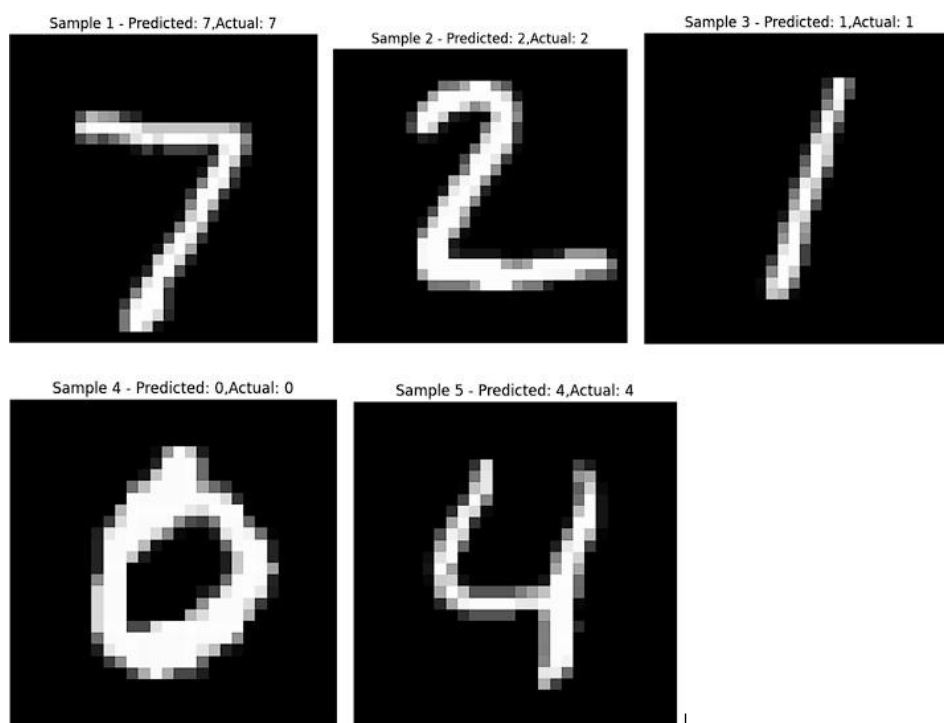 Sample 1 - Predicted: 7,Actual: 7
Sample 2 - Predicted: 2,Actual: 2
Sample 3 - Predicted: 1,Actual: 1
7
2
1
Sample 4 - Predicted: 0,Actual: 0
Sample 5 - Predicted: 4,Actual: 4
0
4